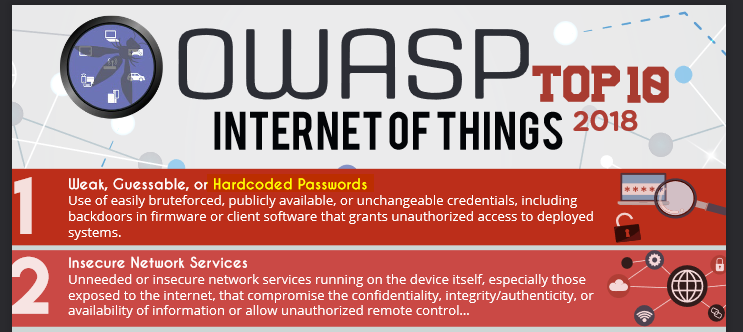 OWASP TOP 10
INTERNET OF THINGS 2018
1
Weak, Guessable, or Hardcoded Passwords
Use of easily bruteforced, publicly available, or unchangeable credentials, including
backdoors in firmware or client software that grants unauthorized access to deployed
systems.
*****
2
Insecure Network Services
Unneeded or insecure network services running on the device itself, especially those
exposed to the internet, that compromise the confidentiality, integrity/authenticity, or
availability of information or allow unauthorized remote control...